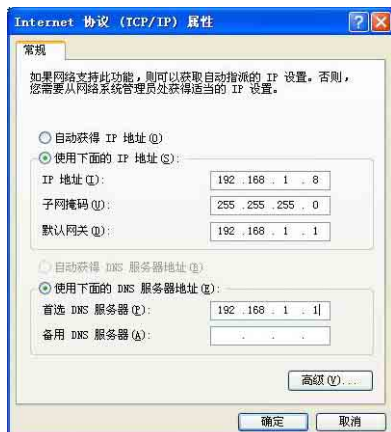 Internet 协议 (TCP/IP) 属性
常规
如果网络支持此功能，则可以获取自动指派的 IP 设置。否则，
您需要从网络系统管理员处获得适当的 IP 设置。
自动获得 IP 地址(O)
使用下面的 IP 地址(S):
IP 地址(I): 192 .168 . 1 . 8
子网掩码(U): 255 .255 .255 . 0
默认网关(D): 192 .168 . 1 . 1
自动获得 DNS 服务器地址(B)
使用下面的 DNS 服务器地址(E):
首选 DNS 服务器(P): 192 .168 . 1 . 1
备用 DNS 服务器(A): . . .
高级(V)...
确定 取消